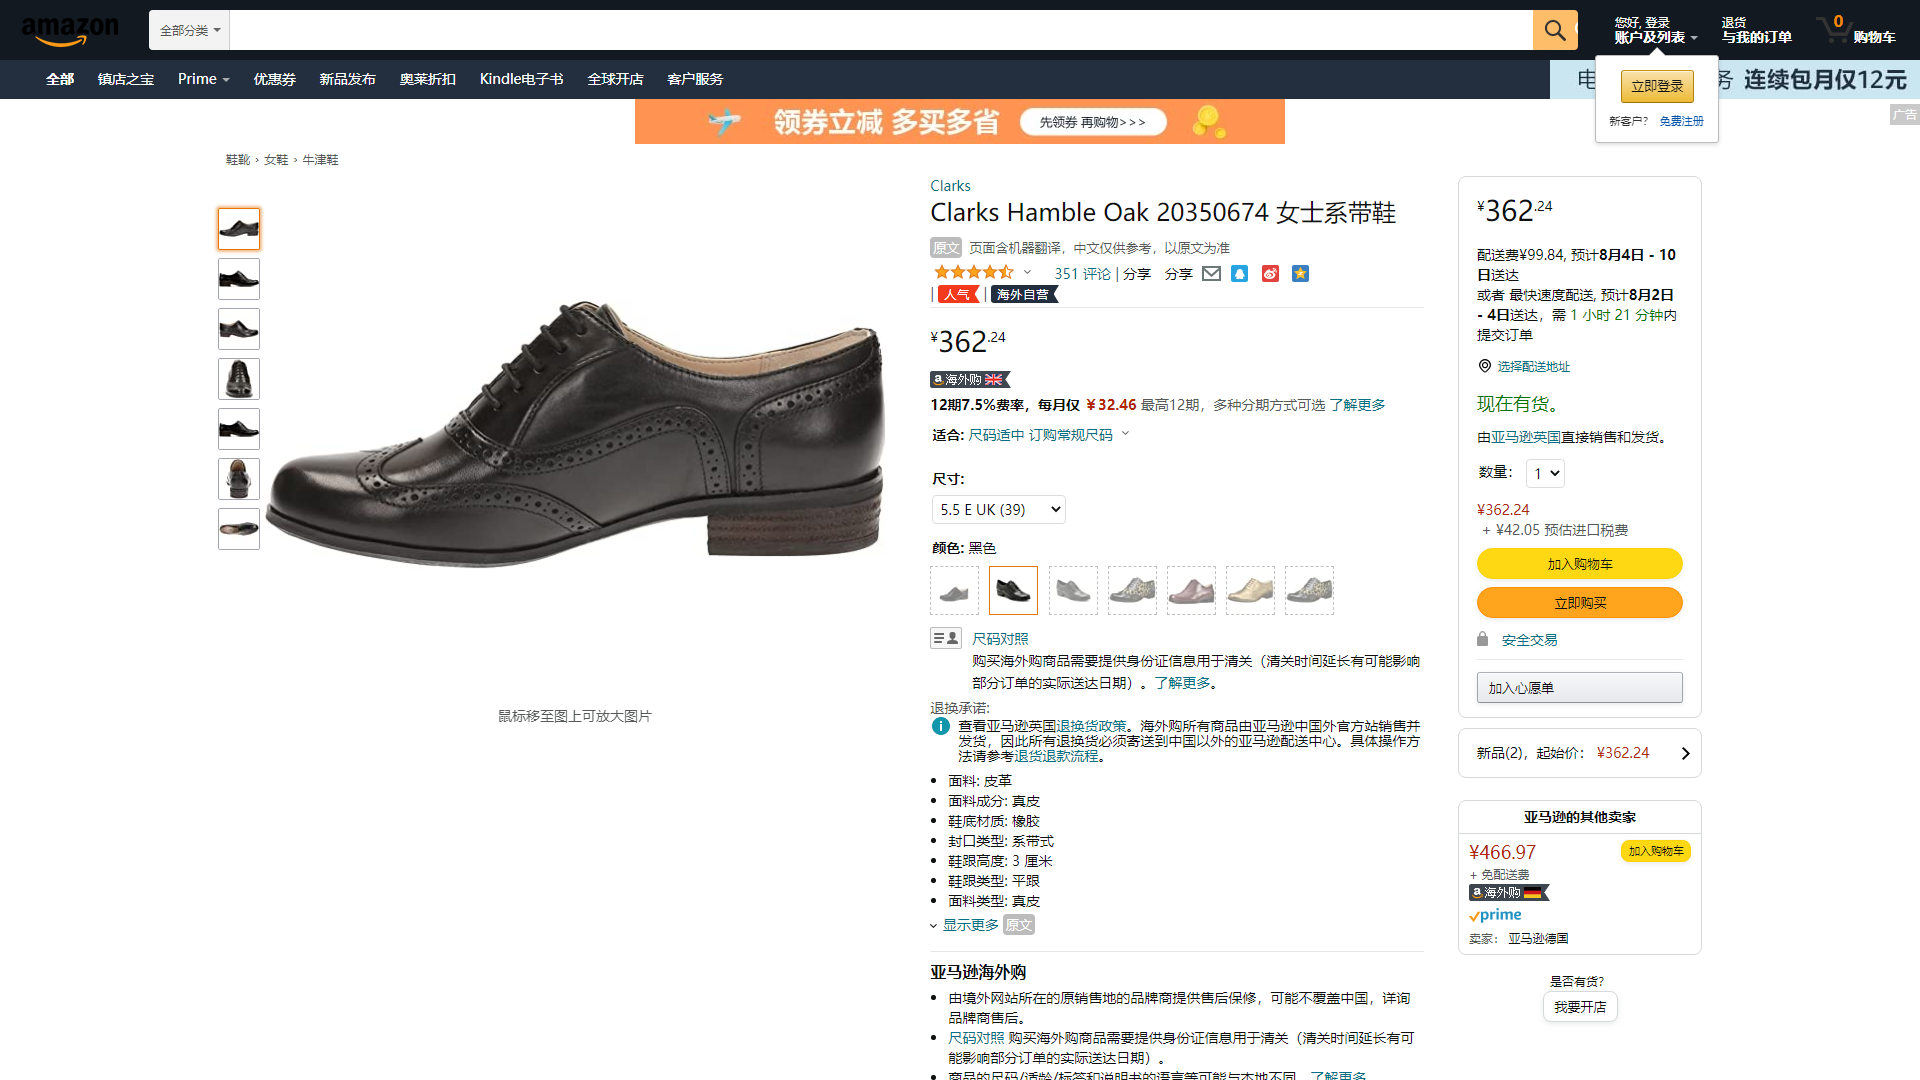 amazon
全部分类
您好, 登录
账户及列表
退货
与我的订单
0
购物车
全部
镇店之宝
Prime
优惠券
新品发布
奥莱折扣
Kindle电子书
全球开店
客户服务
电
务 连续包月仅12元
立即登录
新客户? 免费注册
广告
领券立减 多买多省
先领券 再购物>>>
鞋靴 › 女鞋 › 牛津鞋
鼠标移至图上可放大图片
Clarks
Clarks Hamble Oak 20350674 女士系带鞋
原文 页面含机器翻译，中文仅供参考，以原文为准
351 评论 | 分享 分享
| 人气 | 海外自营
¥362.24
a海外购
12期7.5%费率，每月仅 ￥32.46 最高12期，多种分期方式可选 了解更多
适合: 尺码适中 订购常规尺码
尺寸:
5.5 E UK (39)
颜色: 黑色
尺码对照
购买海外购商品需要提供身份证信息用于清关（清关时间延长有可能影响
部分订单的实际送达日期）。了解更多。
退换承诺:
查看亚马逊英国退换货政策。海外购所有商品由亚马逊中国外官方站销售并
发货，因此所有退换货必须寄送到中国以外的亚马逊配送中心。具体操作方
法请参考退货退款流程。
面料: 皮革
面料成分: 真皮
鞋底材质: 橡胶
封口类型: 系带式
鞋跟高度: 3 厘米
鞋跟类型: 平跟
面料类型: 真皮
显示更多 原文
亚马逊海外购
由境外网站所在的原销售地的品牌商提供售后保修，可能不覆盖中国，详询
品牌商售后。
尺码对照 购买海外购商品需要提供身份证信息用于清关（清关时间延长有可
能影响部分订单的实际送达日期）。
商品的尺码/适龄/标签和说明书的语言等可能与本地不同。了解更多
¥362.24
配送费¥99.84, 预计8月4日 - 10
日送达
或者 最快速度配送, 预计8月2日
- 4日送达，需 1 小时 21 分钟内
提交订单
选择配送地址
现在有货。
由亚马逊英国直接销售和发货。
数量: 1
¥362.24
+ ¥42.05 预估进口税费
加入购物车
立即购买
安全交易
加入心愿单
新品(2)，起始价： ¥362.24
亚马逊的其他卖家
¥466.97
加入购物车
+ 免配送费
a海外购
prime
卖家： 亚马逊德国
是否有货?
我要开店